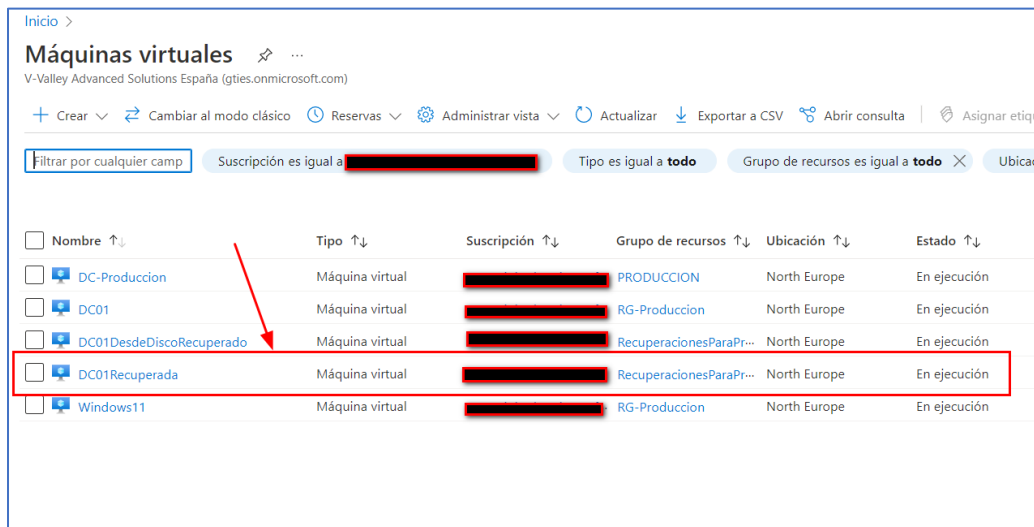 Inicio >
Máquinas virtuales ...
V-Valley Advanced Solutions España (gties.onmicrosoft.com)
+ Crear Cambiar al modo clásico Reservas Administrar vista Actualizar Exportar a CSV Abrir consulta Asignar etiq
Filtrar por cualquier camp Suscripción es igual a Tipo es igual a todo Grupo de recursos es igual a todo × Ubica
Nombre ↑↓ Tipo ↑↓ Suscripción ↑↓ Grupo de recursos ↑↓ Ubicación ↑↓ Estado ↑↓
DC-Produccion Máquina virtual PRODUCCION North Europe En ejecución
DC01 Máquina virtual RG-Produccion North Europe En ejecución
DC01DesdeDiscoRecuperado Máquina virtual RecuperacionesParaPr... North Europe En ejecución
DC01Recuperada Máquina virtual RecuperacionesParaPr... North Europe En ejecución
Windows11 Máquina virtual RG-Produccion North Europe En ejecución